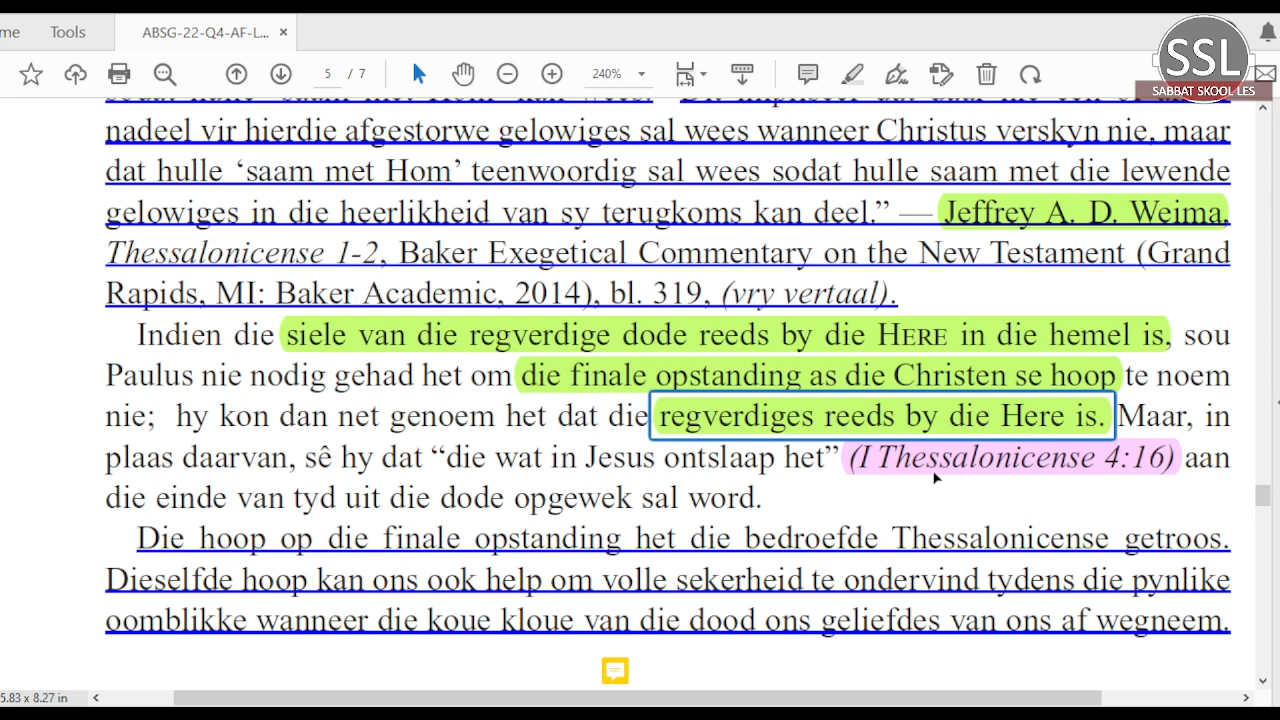 me Tools ABSG-22-Q4-AF-L... ×
5 / 7 240%
SSL
SABBAT SKOOL LES
nadeel vir hierdie afgestorwe gelowiges sal wees wanneer Christus verskyn nie, maar
dat hulle ‘saam met Hom’ teenwoordig sal wees sodat hulle saam met die lewende
gelowiges in die heerlikheid van sy terugkoms kan deel.” — Jeffrey A. D. Weima,
Thessalonicense 1-2, Baker Exegetical Commentary on the New Testament (Grand
Rapids, MI: Baker Academic, 2014), bl. 319, (vry vertaal).
Indien die siele van die regverdige dode reeds by die HERE in die hemel is, sou
Paulus nie nodig gehad het om die finale opstanding as die Christen se hoop te noem
nie; hy kon dan net genoem het dat die regverdiges reeds by die Here is. Maar, in
plaas daarvan, sê hy dat “die wat in Jesus ontslaap het” (I Thessalonicense 4:16) aan
die einde van tyd uit die dode opgewek sal word.
Die hoop op die finale opstanding het die bedroefde Thessalonicense getroos.
Dieselfde hoop kan ons ook help om volle sekerheid te ondervind tydens die pynlike
oomblikke wanneer die koue kloue van die dood ons geliefdes van ons af wegneem.
5.83 x 8.27 in